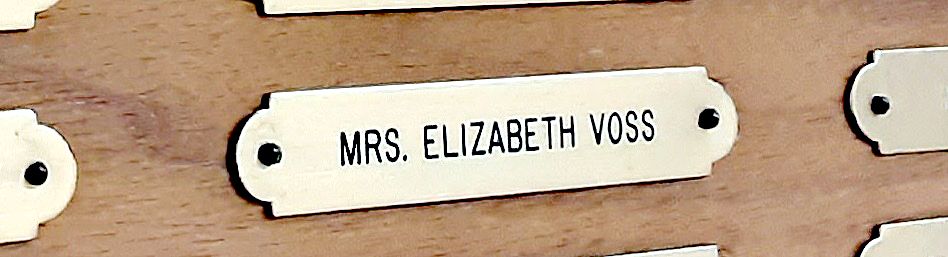 MRS. ELIZABETH VOSS